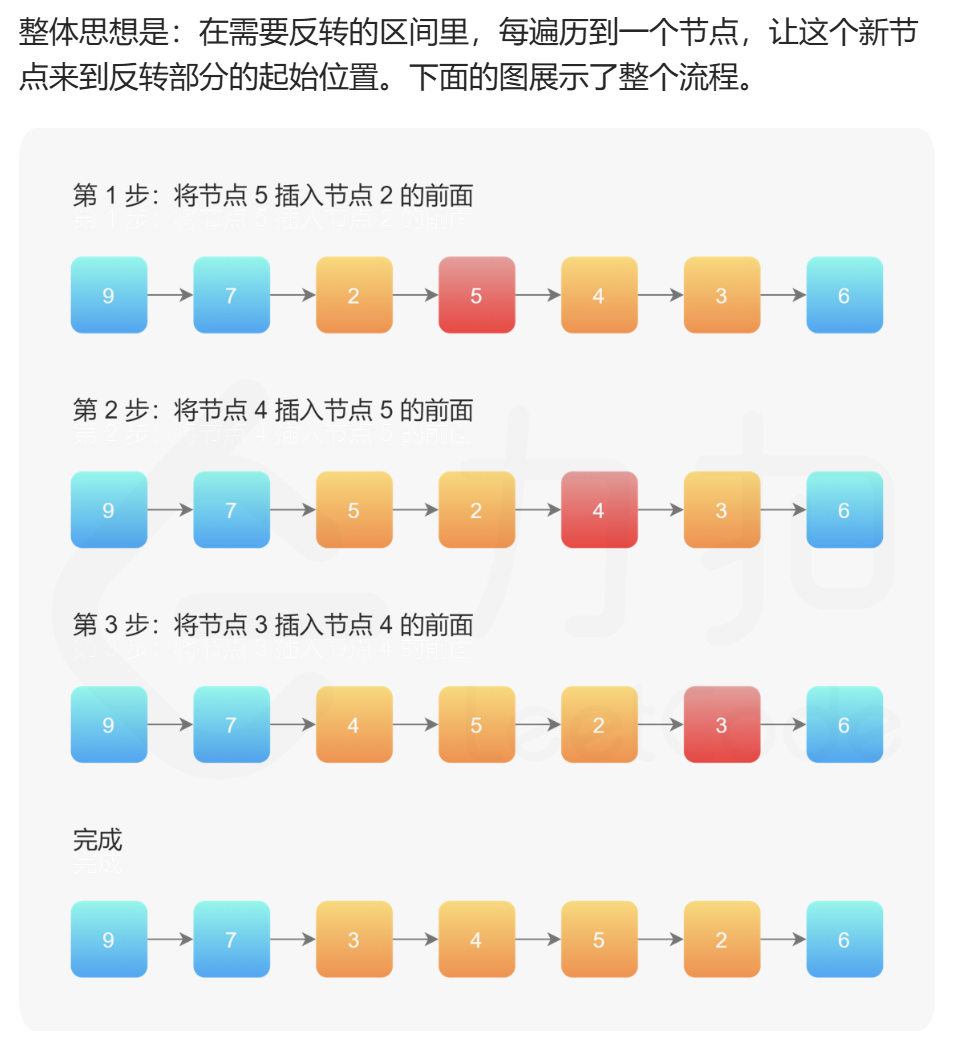 整体思想是：在需要反转的区间里，每遍历到一个节点，让这个新节
点来到反转部分的起始位置。下面的图展示了整个流程。
第 1 步：将节点 5 插入节点 2 的前面
9 7 2 5 4 3 6
第 2 步：将节点 4 插入节点 5 的前面
9 7 5 2 4 3 6
第 3 步：将节点 3 插入节点 4 的前面
9 7 4 5 2 3 6
完成
9 7 3 4 5 2 6
力扣
LeetCode